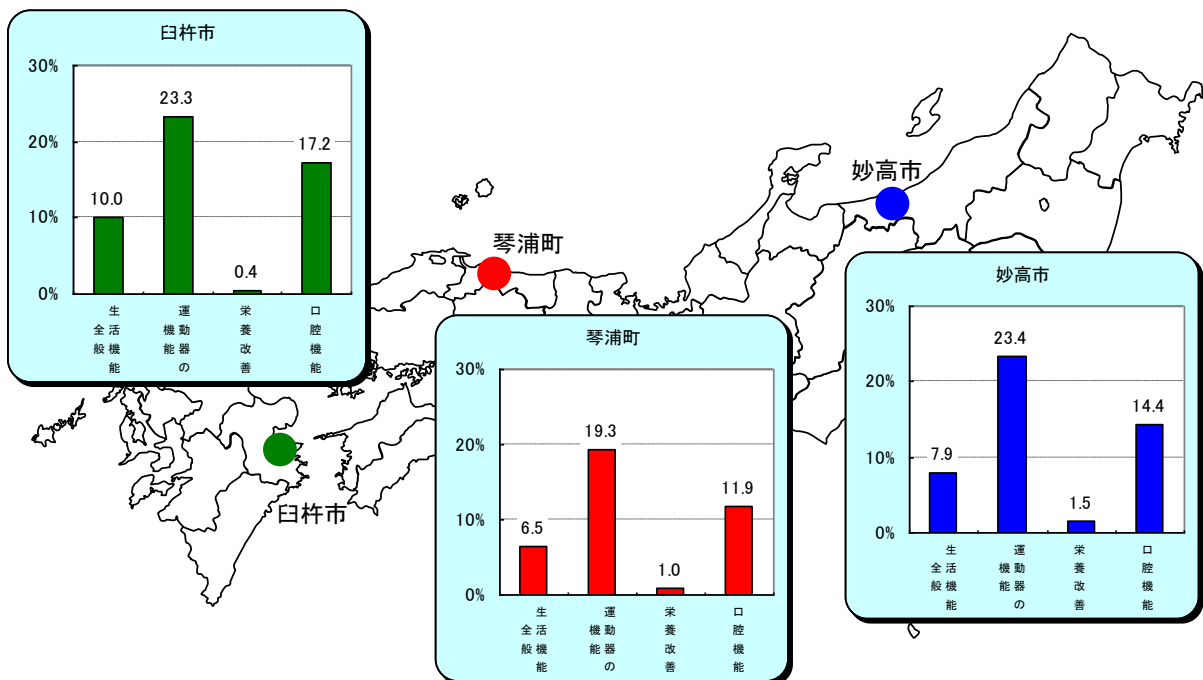 臼杵市
30%
20%
10%
0%
10.0
23.3
0.4
17.2
生活機能
全般
運動器の
機能
栄養改善
口腔機能
妙高市
琴浦町
臼杵市
琴浦町
30%
20%
10%
0%
6.5
19.3
1.0
11.9
生活機能
全般
運動器の
機能
栄養改善
口腔機能
妙高市
30%
20%
10%
0%
7.9
23.4
1.5
14.4
生活機能
全般
運動器の
機能
栄養改善
口腔機能